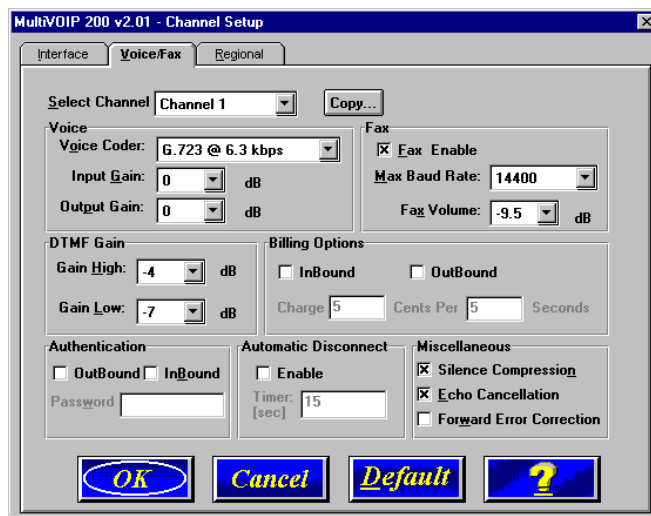 MultiVOIP 200 v2.01 - Channel Setup
Interface Voice/Fax Regional
Select Channel Channel 1 Copy...
Voice
Voice Coder: G.723 @ 6.3 kbps
Input Gain: 0 dB
Output Gain: 0 dB
Fax
Fax Enable
Max Baud Rate: 14400
Fax Volume: -9.5 dB
DTMF Gain
Gain High: -4 dB
Gain Low: -7 dB
Billing Options
InBound OutBound
Charge 5 Cents Per 5 Seconds
Authentication
OutBound InBound
Password
Automatic Disconnect
Enable
Timer: 15
[sec]
Miscellaneous
Silence Compression
Echo Cancellation
Forward Error Correction
OK Cancel Default ?